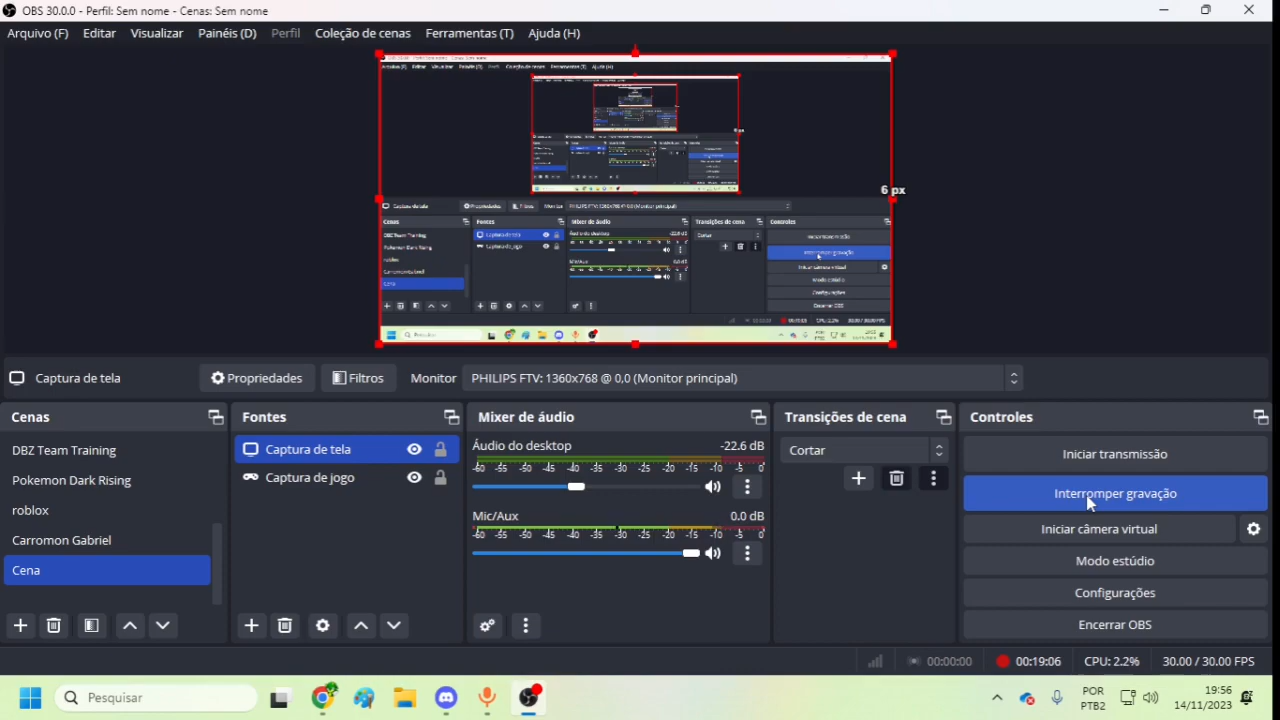 OBS 30.0.0 - Perfil: Sem nome - Cenas: Sem nome
Arquivo (F) Editar Visualizar Painéis (D) Perfil Coleção de cenas Ferramentas (T) Ajuda (H)
6 px
Captura de tela Propriedades Filtros Monitor PHILIPS FTV: 1360x768 @ 0,0 (Monitor principal)
Cenas
DBZ Team Training
Pokemon Dark Rising
roblox
Carromon Gabriel
Cena
Fontes
Captura de tela
Captura de jogo
Mixer de áudio
Áudio do desktop -22.6 dB
-60 -55 -50 -45 -40 -35 -30 -25 -20 -15 -10 -5 0
Mic/Aux 0.0 dB
-60 -55 -50 -45 -40 -35 -30 -25 -20 -15 -10 -5 0
Transições de cena
Cortar
Controles
Iniciar transmissão
Interromper gravação
Iniciar câmera virtual
Modo estúdio
Configurações
Encerrar OBS
00:00:00 00:19:06 CPU: 2.2% 30.00 / 30.00 FPS
Pesquisar
POR
PTB2
19:56
14/11/2023